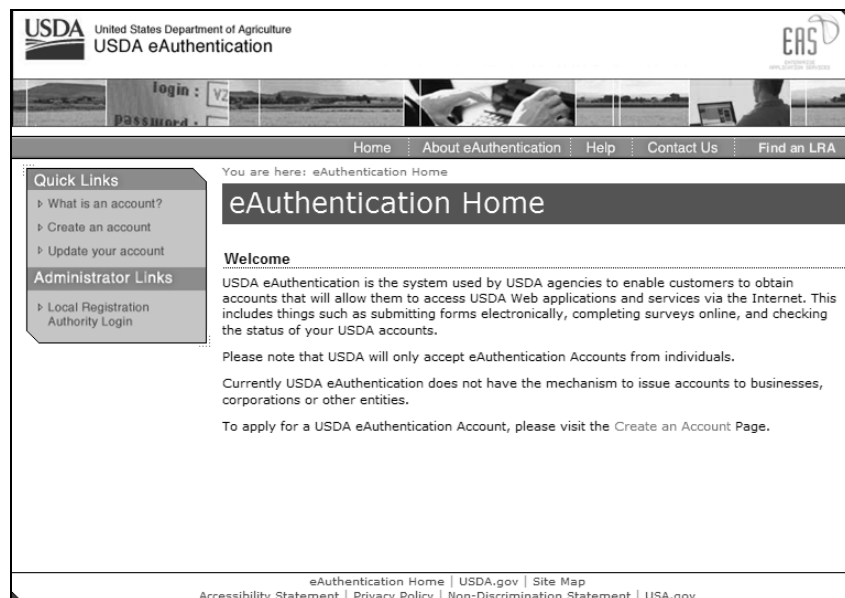 USDA
United States Department of Agriculture
USDA eAuthentication
EAS
login :
password :
Home
About eAuthentication
Help
Contact Us
Find an LRA
Quick Links
What is an account?
Create an account
Update your account
Administrator Links
Local Registration
Authority Login
You are here: eAuthentication Home
eAuthentication Home
Welcome
USDA eAuthentication is the system used by USDA agencies to enable customers to obtain
accounts that will allow them to access USDA Web applications and services via the Internet. This
includes things such as submitting forms electronically, completing surveys online, and checking
the status of your USDA accounts.
Please note that USDA will only accept eAuthentication Accounts from individuals.
Currently USDA eAuthentication does not have the mechanism to issue accounts to businesses,
corporations or other entities.
To apply for a USDA eAuthentication Account, please visit the Create an Account Page.
eAuthentication Home | USDA.gov | Site Map
Accessibility Statement | Privacy Policy | Non-Discrimination Statement | USA.gov